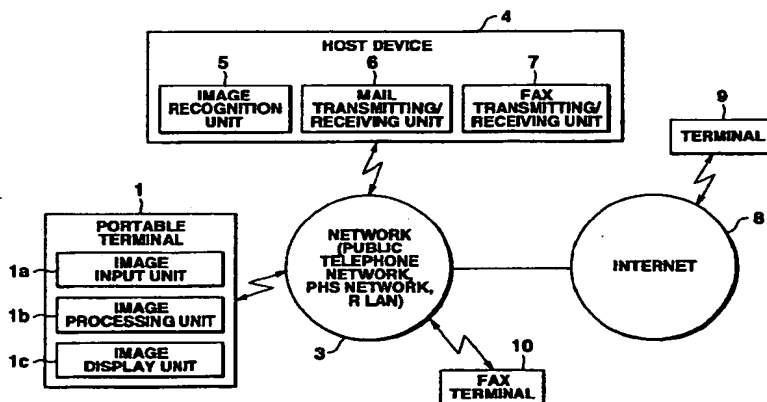 4
HOST DEVICE
5
6
7
IMAGE
RECOGNITION
UNIT
MAIL
TRANSMITTING/
RECEIVING UNIT
FAX
TRANSMITTING/
RECEIVING UNIT
9
TERMINAL
1
PORTABLE
TERMINAL
1a
IMAGE
INPUT UNIT
1b
IMAGE
PROCESSING UNIT
1c
IMAGE
DISPLAY UNIT
NETWORK
(PUBLIC
TELEPHONE
NETWORK,
PHS NETWORK,
R LAN)
3
INTERNET
8
10
FAX
TERMINAL